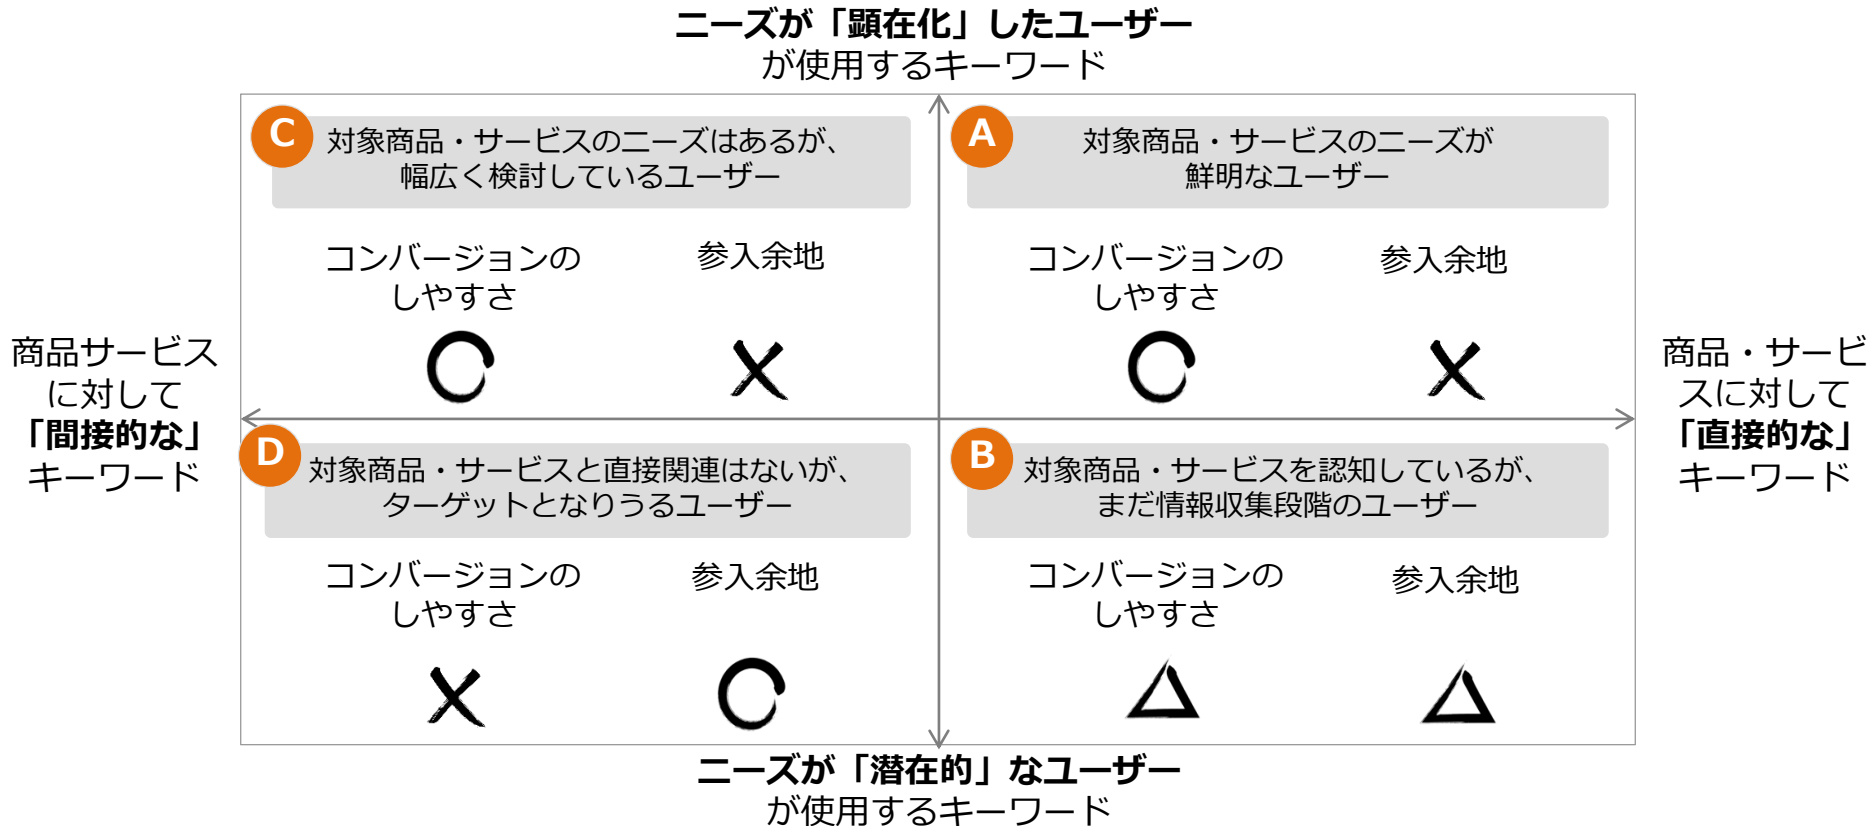 ニーズが「顕在化」したユーザー
が使用するキーワード
C
対象商品・サービスのニーズはあるが、
幅広く検討しているユーザー
コンバージョンの
しやすさ
参入余地
A
対象商品・サービスのニーズが
鮮明なユーザー
コンバージョンの
しやすさ
参入余地
商品サービス
に対して
「間接的な」
キーワード
商品・サービ
スに対して
「直接的な」
キーワード
D
対象商品・サービスと直接関連はないが、
ターゲットとなりうるユーザー
コンバージョンの
しやすさ
参入余地
B
対象商品・サービスを認知しているが、
まだ情報収集段階のユーザー
コンバージョンの
しやすさ
参入余地
ニーズが「潜在的」なユーザー
が使用するキーワード